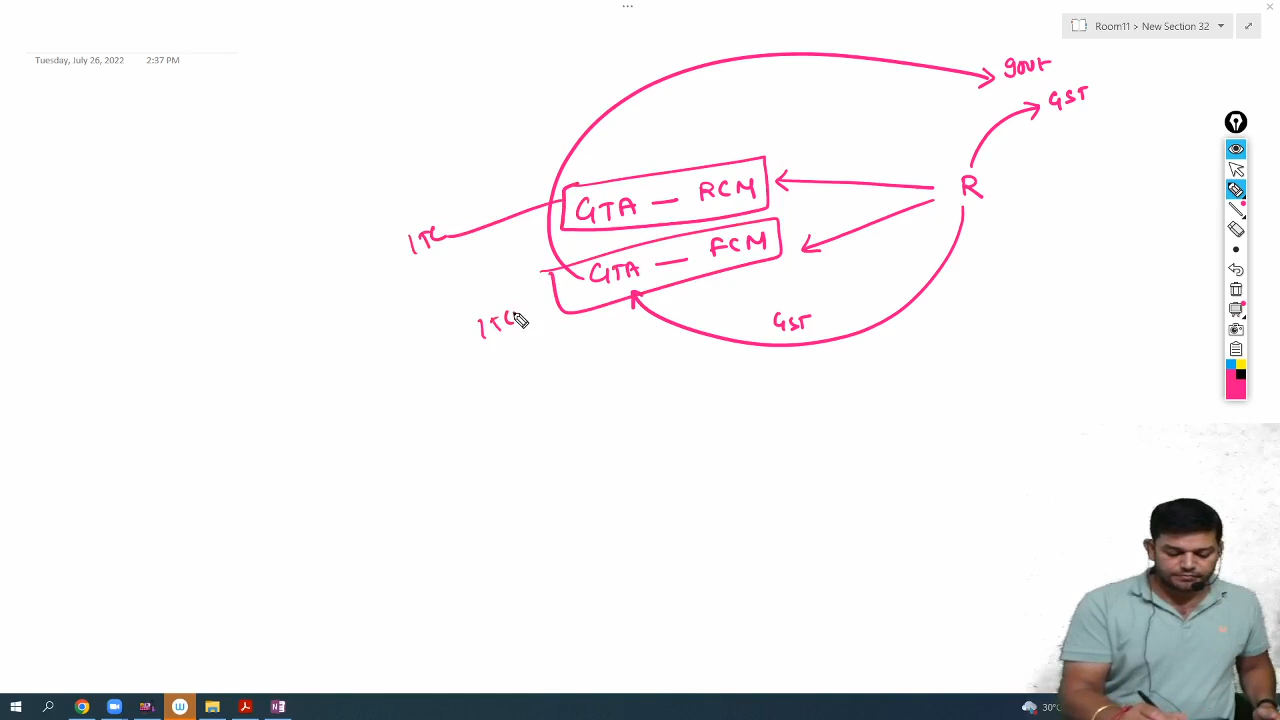 Room11 > New Section 32
Tuesday, July 26, 2022 2:37 PM
govt
GST
GTA — RCM
R
ITC
GTA — FCM
ITC
GST
30°C